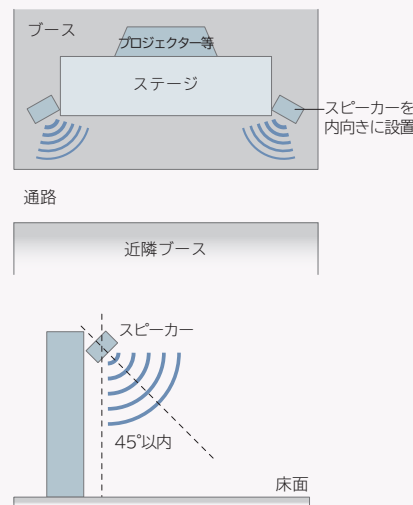 ブース
プロジェクター等
ステージ
スピーカーを
内向きに設置
通路
近隣ブース
スピーカー
45°以内
床面